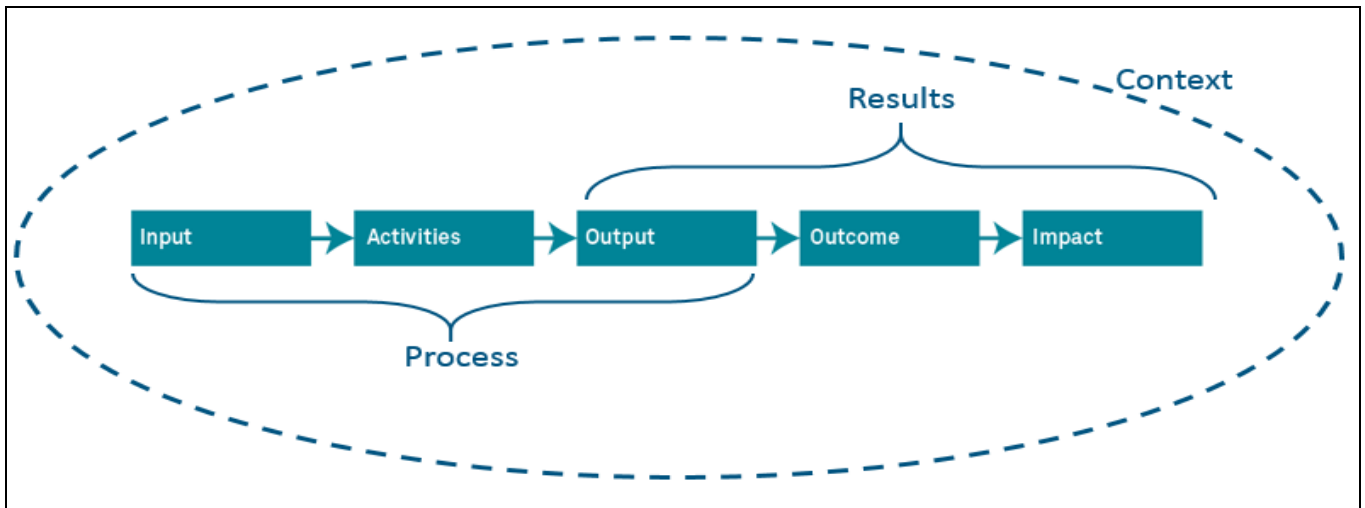 Context
Results
Input
Activities
Output
Outcome
Impact
Process